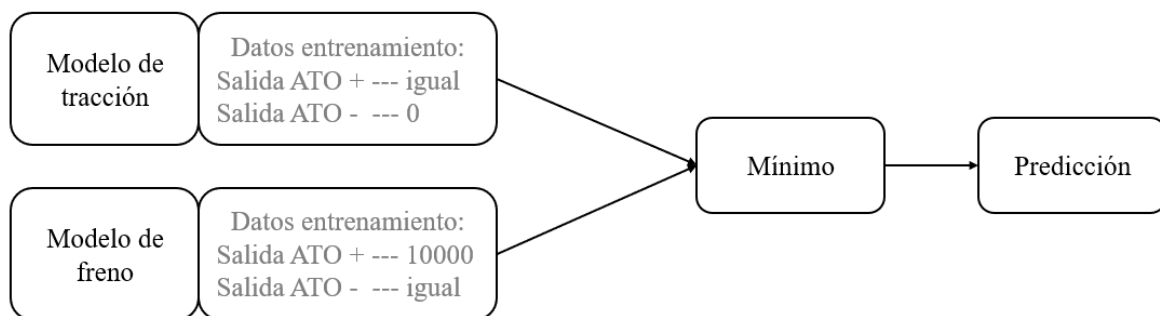 Modelo de
tracción
Datos entrenamiento:
Salida ATO + --- igual
Salida ATO - --- 0
Modelo de
freno
Datos entrenamiento:
Salida ATO + --- 10000
Salida ATO - --- igual
Mínimo
Predicción